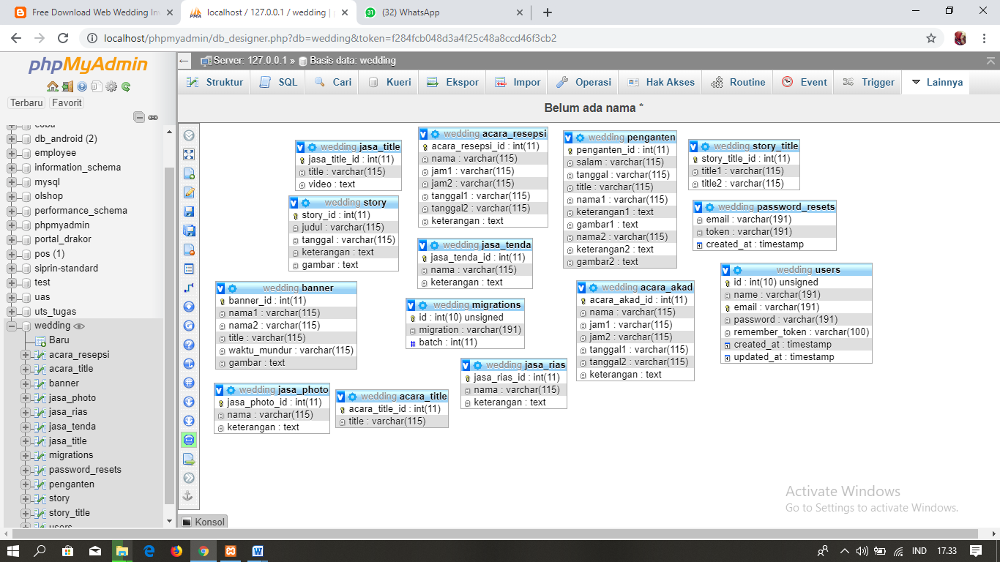 Free Download Web Wedding In
localhost / 127.0.0.1 / wedding |
(32) WhatsApp
localhost/phpmyadmin/db_designer.php?db=wedding&token=f284fcb048d3a4f25c48a8ccd46f3cb2
phpMyAdmin
Terbaru Favorit
coba
db_android (2)
employee
information_schema
mysql
olshop
performance_schema
phpmyadmin
portal_drakor
pos (1)
siprin-standard
test
uas
uts_tugas
wedding
Baru
acara_resepsi
acara_title
banner
jasa_photo
jasa_rias
jasa_tenda
jasa_title
migrations
password_resets
penganten
story
story_title
users
Server: 127.0.0.1 » Basis data: wedding
Struktur SQL Cari Kueri Ekspor Impor Operasi Hak Akses Routine Event Trigger Lainnya
Belum ada nama *
wedding jasa_title
jasa_title_id : int(11)
title : varchar(115)
video : text
wedding story
story_id : int(11)
judul : varchar(115)
tanggal : varchar(115)
keterangan : text
gambar : text
wedding banner
banner_id : int(11)
nama1 : varchar(115)
nama2 : varchar(115)
title : varchar(115)
waktu_mundur : varchar(115)
gambar : text
wedding jasa_photo
jasa_photo_id : int(11)
nama : varchar(115)
keterangan : text
wedding acara_title
acara_title_id : int(11)
title : varchar(115)
wedding acara_resepsi
acara_resepsi_id : int(11)
nama : varchar(115)
jam1 : varchar(115)
jam2 : varchar(115)
tanggal1 : varchar(115)
tanggal2 : varchar(115)
keterangan : text
wedding jasa_tenda
jasa_tenda_id : int(11)
nama : varchar(115)
keterangan : text
wedding migrations
id : int(10) unsigned
migration : varchar(191)
batch : int(11)
wedding jasa_rias
jasa_rias_id : int(11)
nama : varchar(115)
keterangan : text
wedding penganten
penganten_id : int(11)
salam : varchar(115)
tanggal : varchar(115)
title : varchar(115)
nama1 : varchar(115)
keterangan1 : varchar(115)
gambar1 : text
nama2 : varchar(115)
keterangan2 : varchar(115)
gambar2 : text
wedding acara_akad
acara_akad_id : int(11)
nama : varchar(115)
jam1 : varchar(115)
jam2 : varchar(115)
tanggal1 : varchar(115)
tanggal2 : varchar(115)
keterangan : text
wedding story_title
story_title_id : int(11)
title1 : varchar(115)
title2 : varchar(115)
wedding password_resets
email : varchar(191)
token : varchar(191)
created_at : timestamp
wedding users
id : int(10) unsigned
name : varchar(191)
email : varchar(191)
password : varchar(191)
remember_token : varchar(100)
created_at : timestamp
updated_at : timestamp
Activate Windows
Go to Settings to activate Windows.
Konsol
IND 17.33